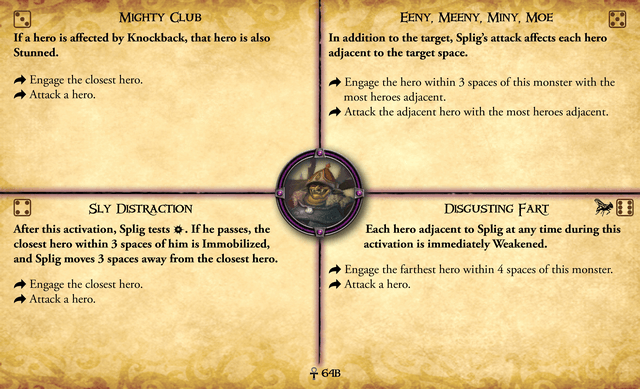 Mighty Club
If a hero is affected by Knockback, that hero is also
Stunned.
Engage the closest hero.
Attack a hero.
Eeny, Meeny, Miny, Moe
In addition to the target, Splig's attack affects each hero
adjacent to the target space.
Engage the hero within 3 spaces of this monster with the
most heroes adjacent.
Attack the adjacent hero with the most heroes adjacent.
Sly Distraction
After this activation, Splig tests . If he passes, the
closest hero within 3 spaces of him is Immobilized,
and Splig moves 3 spaces away from the closest hero.
Engage the closest hero.
Attack a hero.
Disgusting Fart
Each hero adjacent to Splig at any time during this
activation is immediately Weakened.
Engage the farthest hero within 4 spaces of this monster.
Attack a hero.
64B